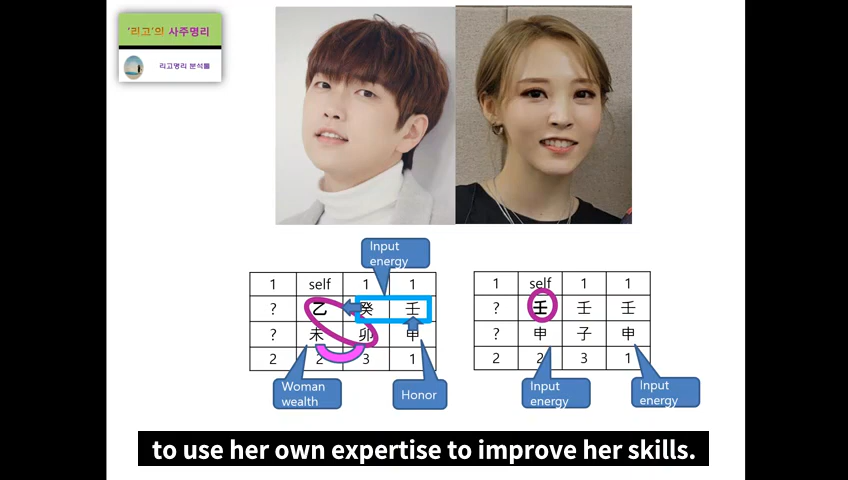 '리고'의 사주명리
리고명리 분석툴
Input
energy
1 self 1 1
? 乙 癸 壬
? 未 卯 申
2 2 3 1
Woman
wealth
Honor
1 self 1 1
? 壬 壬 壬
? 申 子 申
2 2 3 1
Input
energy
Input
energy
to use her own expertise to improve her skills.